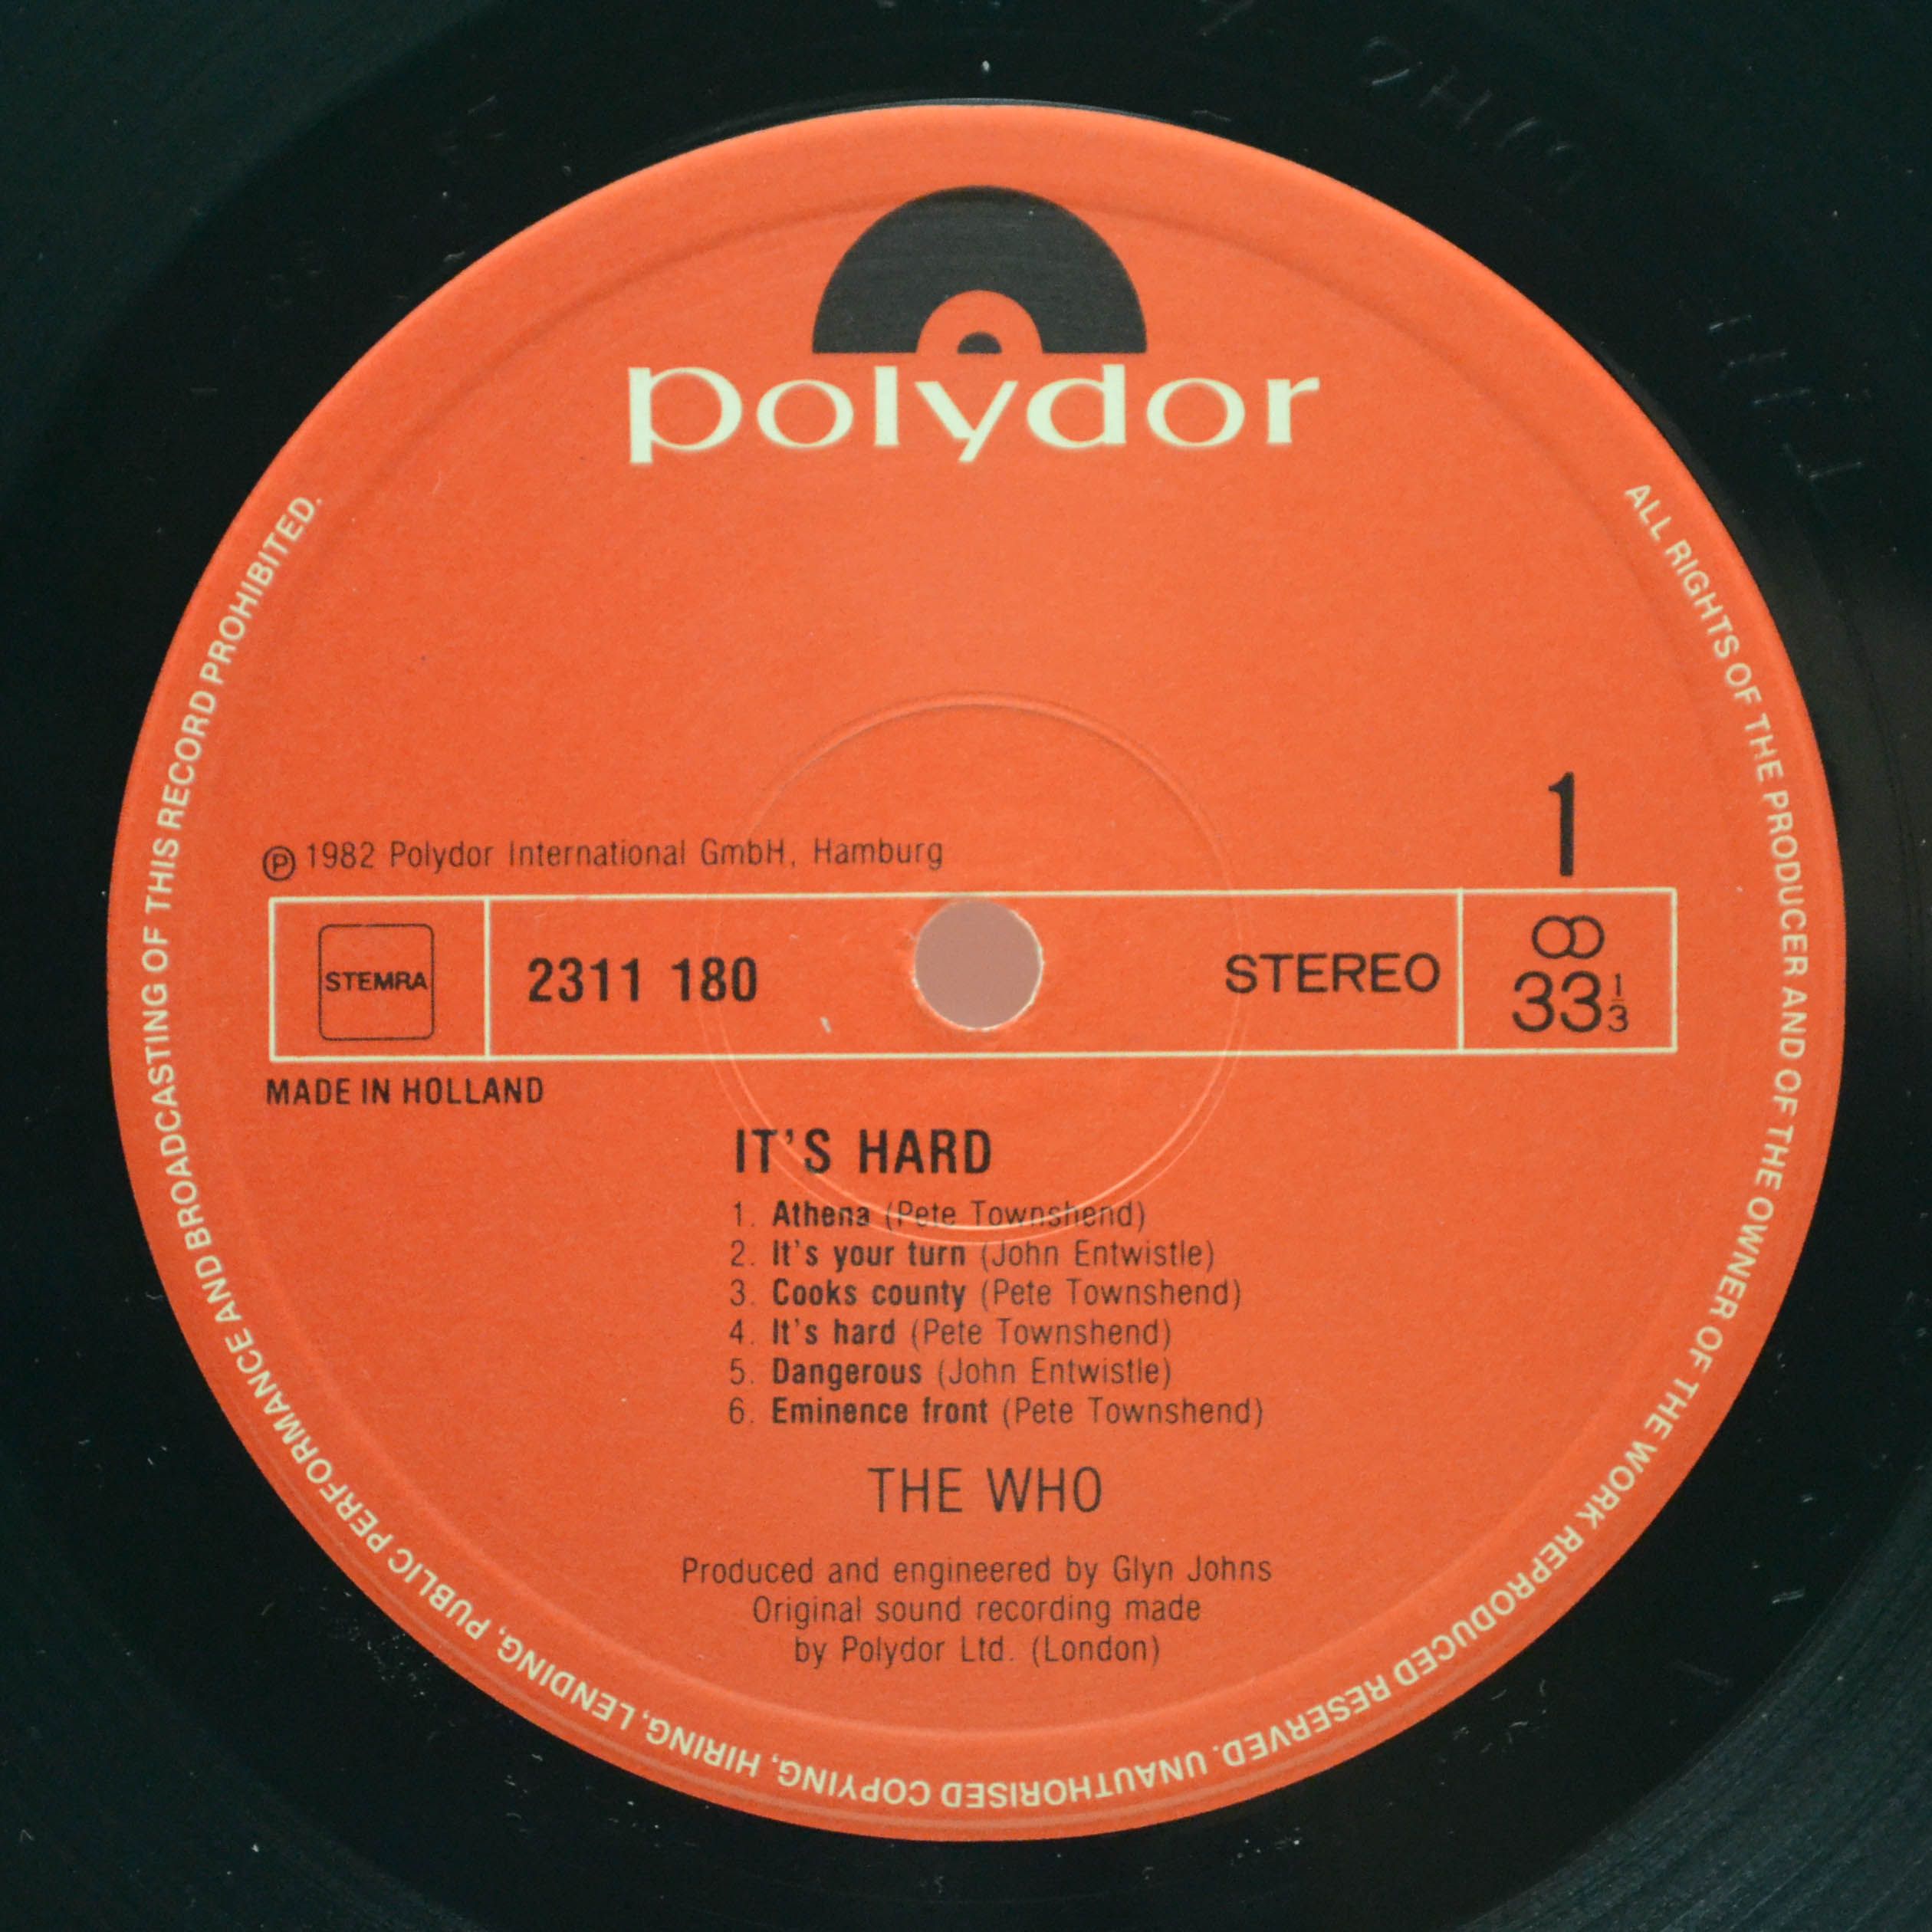 polydor
℗ 1982 Polydor International GmbH, Hamburg
1
STEMRA
2311 180
STEREO
33 1/3
MADE IN HOLLAND
IT'S HARD
1. Athena (Pete Townshend)
2. It's your turn (John Entwistle)
3. Cooks county (Pete Townshend)
4. It's hard (Pete Townshend)
5. Dangerous (John Entwistle)
6. Eminence front (Pete Townshend)
THE WHO
Produced and engineered by Glyn Johns
Original sound recording made
by Polydor Ltd. (London)
ALL RIGHTS OF THE PRODUCER AND OF THE OWNER OF THE WORK REPRODUCED RESERVED. UNAUTHORISED COPYING, HIRING, LENDING, PUBLIC PERFORMANCE AND BROADCASTING OF THIS RECORD PROHIBITED.